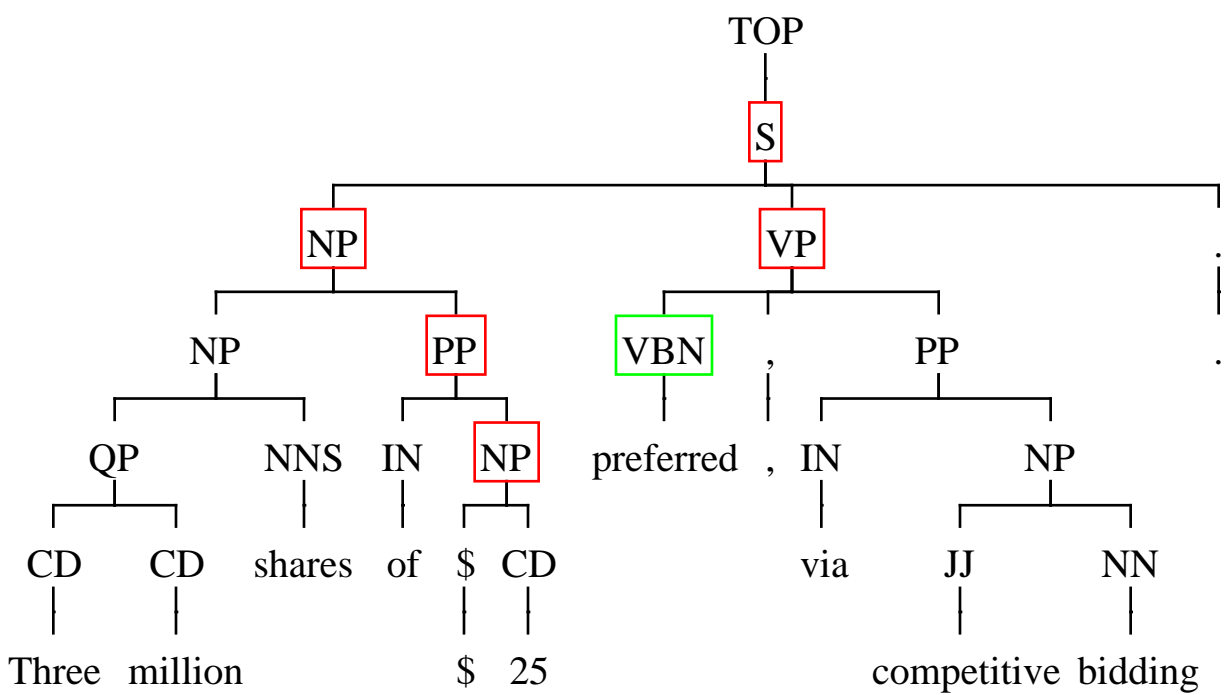 TOP
S
NP VP .
NP PP VBN , PP .
QP NNS IN NP preferred , IN NP
CD CD shares of $ CD via JJ NN
Three million $ 25 competitive bidding